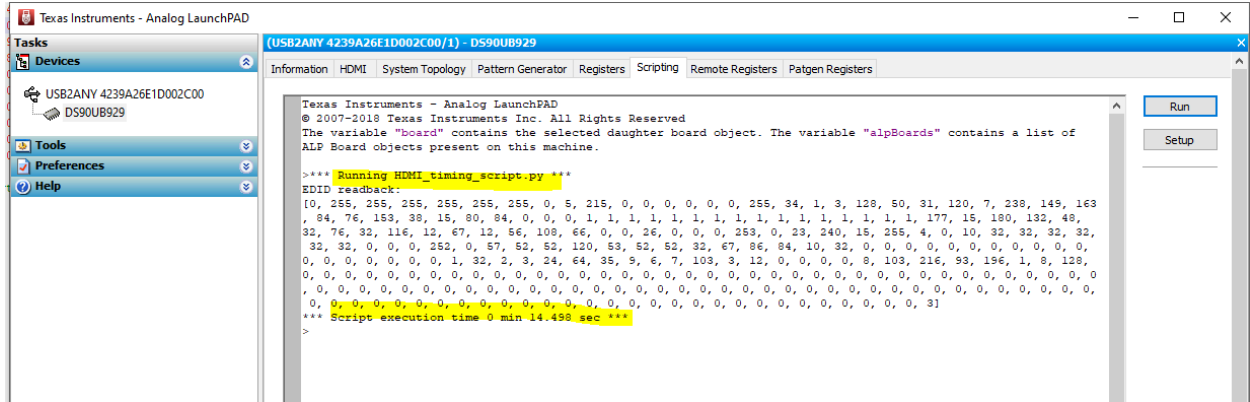 Texas Instruments - Analog LaunchPAD
Tasks
Devices
USB2ANY 4239A26E1D002C00
DS90UB929
Tools
Preferences
Help
(USB2ANY 4239A26E1D002C00/1) - DS90UB929
Information HDMI System Topology Pattern Generator Registers Scripting Remote Registers Patgen Registers
Texas Instruments - Analog LaunchPAD
© 2007-2018 Texas Instruments Inc. All Rights Reserved
The variable "board" contains the selected daughter board object. The variable "alpBoards" contains a list of
ALP Board objects present on this machine.
>*** Running HDMI_timing_script.py ***
EDID readback:
[0, 255, 255, 255, 255, 255, 255, 0, 5, 215, 0, 0, 0, 0, 0, 0, 255, 34, 1, 3, 128, 50, 31, 120, 7, 238, 149, 163
, 84, 76, 153, 38, 15, 80, 84, 0, 0, 0, 1, 1, 1, 1, 1, 1, 1, 1, 1, 1, 1, 1, 1, 1, 1, 1, 177, 15, 180, 132, 48,
32, 76, 32, 116, 12, 67, 12, 56, 108, 66, 0, 0, 26, 0, 0, 0, 253, 0, 23, 240, 15, 255, 4, 0, 10, 32, 32, 32, 32,
32, 32, 0, 0, 0, 252, 0, 57, 52, 52, 120, 53, 52, 52, 32, 67, 86, 84, 10, 32, 0, 0, 0, 0, 0, 0, 0, 0, 0, 0,
0, 0, 0, 0, 0, 0, 0, 1, 32, 2, 3, 24, 64, 35, 9, 6, 7, 103, 3, 12, 0, 0, 0, 0, 8, 103, 216, 93, 196, 1, 8, 128,
0, 0, 0, 0, 0, 0, 0, 0, 0, 0, 0, 0, 0, 0, 0, 0, 0, 0, 0, 0, 0, 0, 0, 0, 0, 0, 0, 0, 0, 0, 0, 0, 0, 0, 0, 0, 0, 0
, 0, 0, 0, 0, 0, 0, 0, 0, 0, 0, 0, 0, 0, 0, 0, 0, 0, 0, 0, 0, 0, 0, 0, 0, 0, 0, 0, 0, 0, 0, 0, 0, 0, 0, 0, 0, 0,
0, 0, 0, 0, 0, 0, 0, 0, 0, 0, 0, 0, 0, 0, 0, 0, 0, 0, 0, 0, 0, 0, 0, 0, 0, 0, 0, 0, 3]
*** Script execution time 0 min 14.498 sec ***
>
Run
Setup